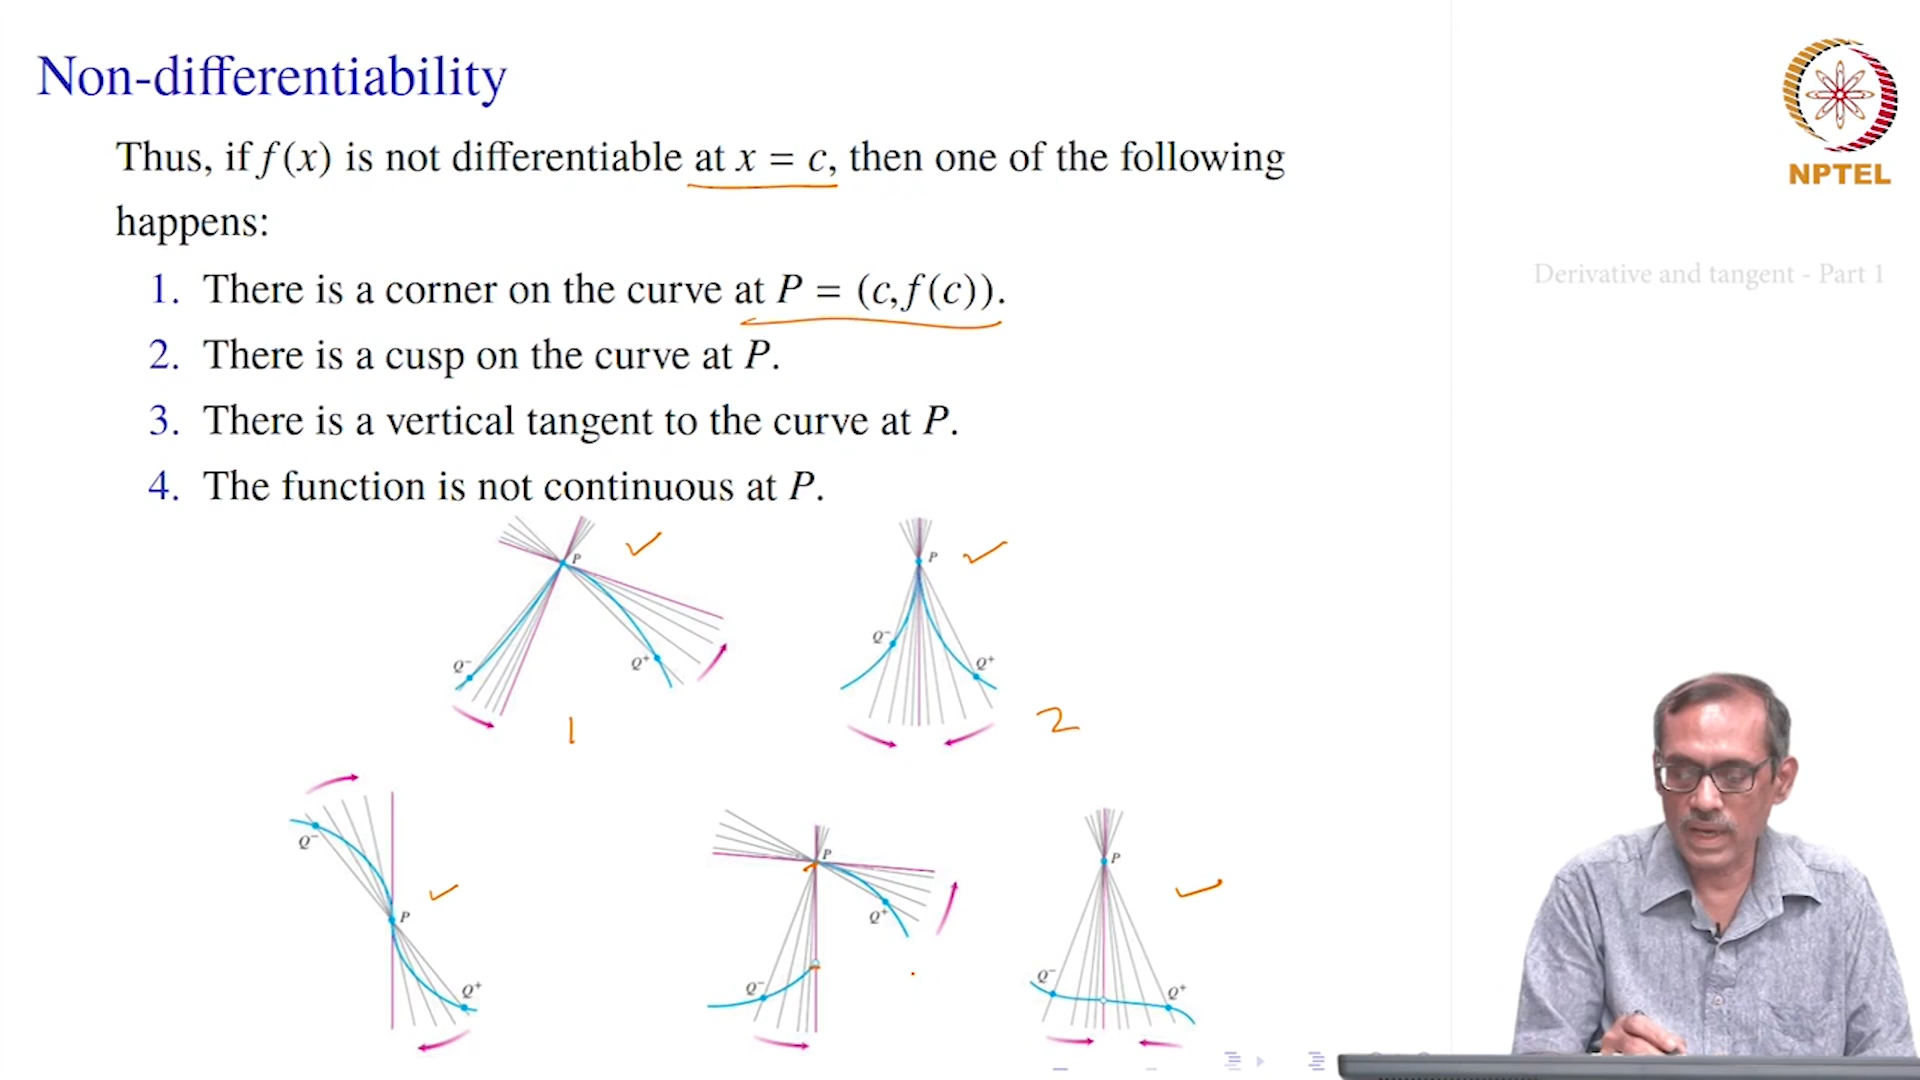 Non-differentiability
NPTEL
Thus, if f(x) is not differentiable at x = c, then one of the following
happens:
Derivative and tangent - Part 1
1. There is a corner on the curve at P = (c, f(c)).
2. There is a cusp on the curve at P.
3. There is a vertical tangent to the curve at P.
4. The function is not continuous at P.
P
Q⁻
Q⁺
1
P
Q⁻
Q⁺
2
Q⁻
P
Q⁺
P
Q⁺
Q⁻
P
Q⁻
Q⁺